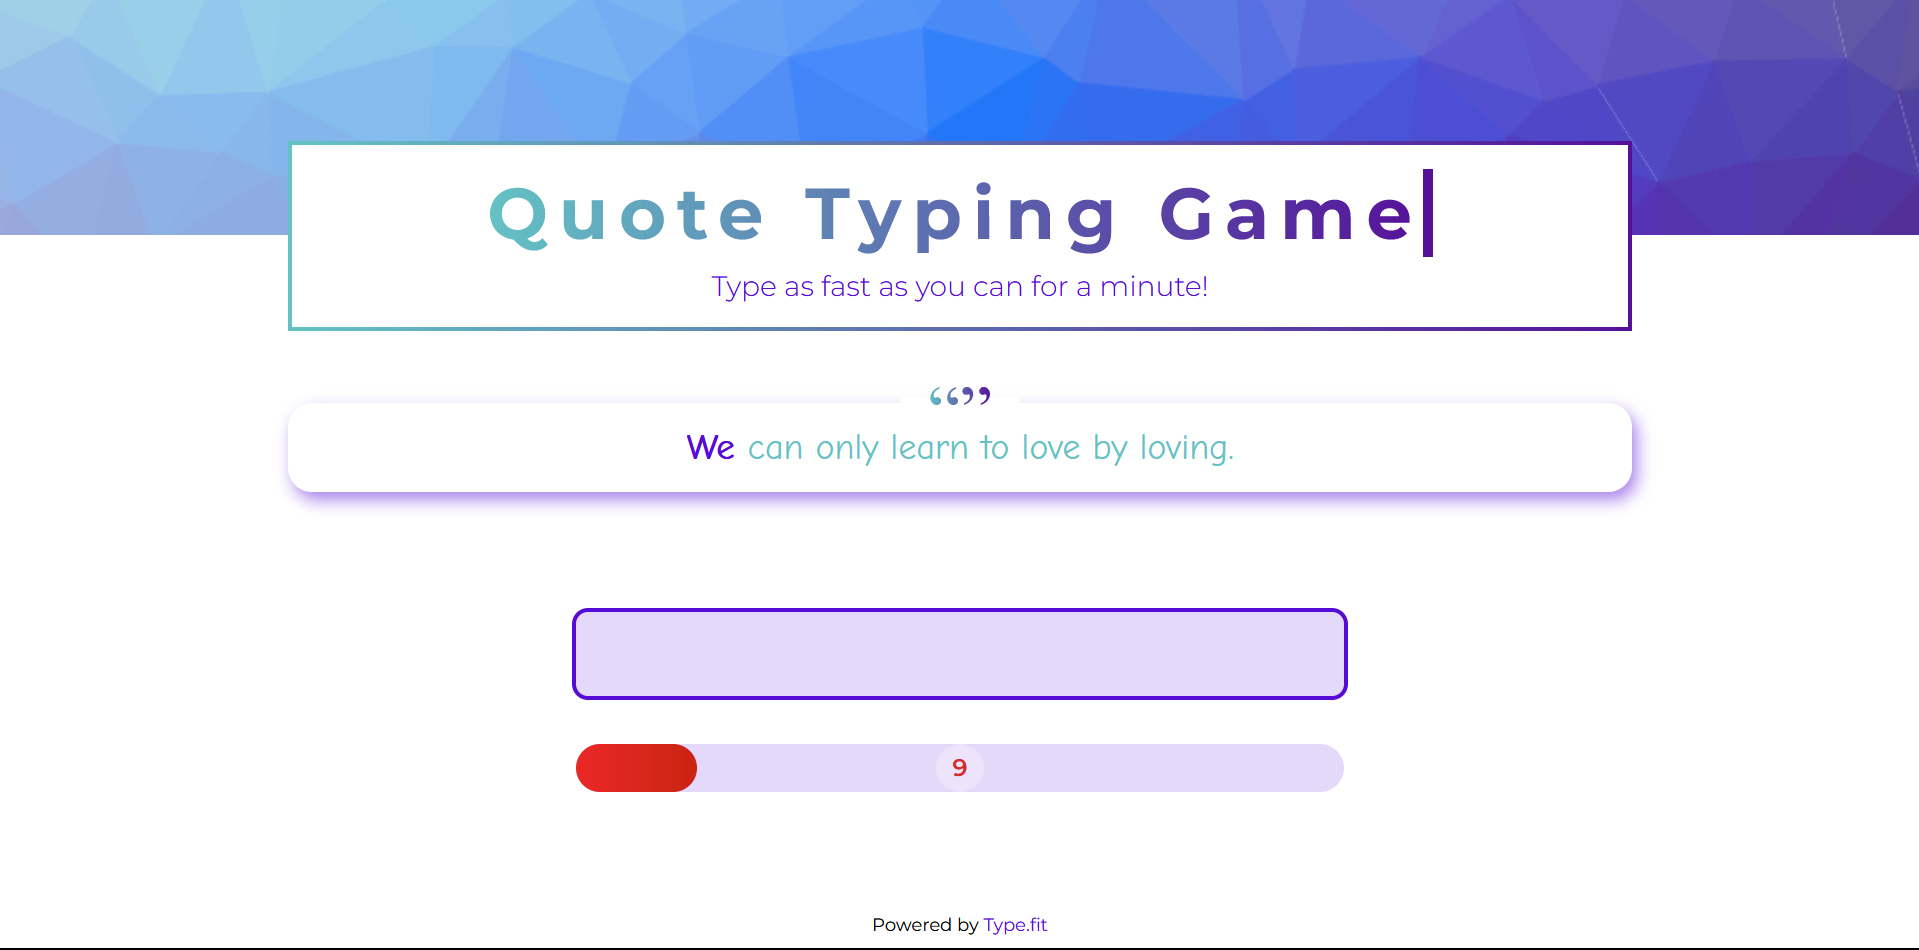 Quote Typing Game
Type as fast as you can for a minute!
“”
We can only learn to love by loving.
9
Powered by Type.fit